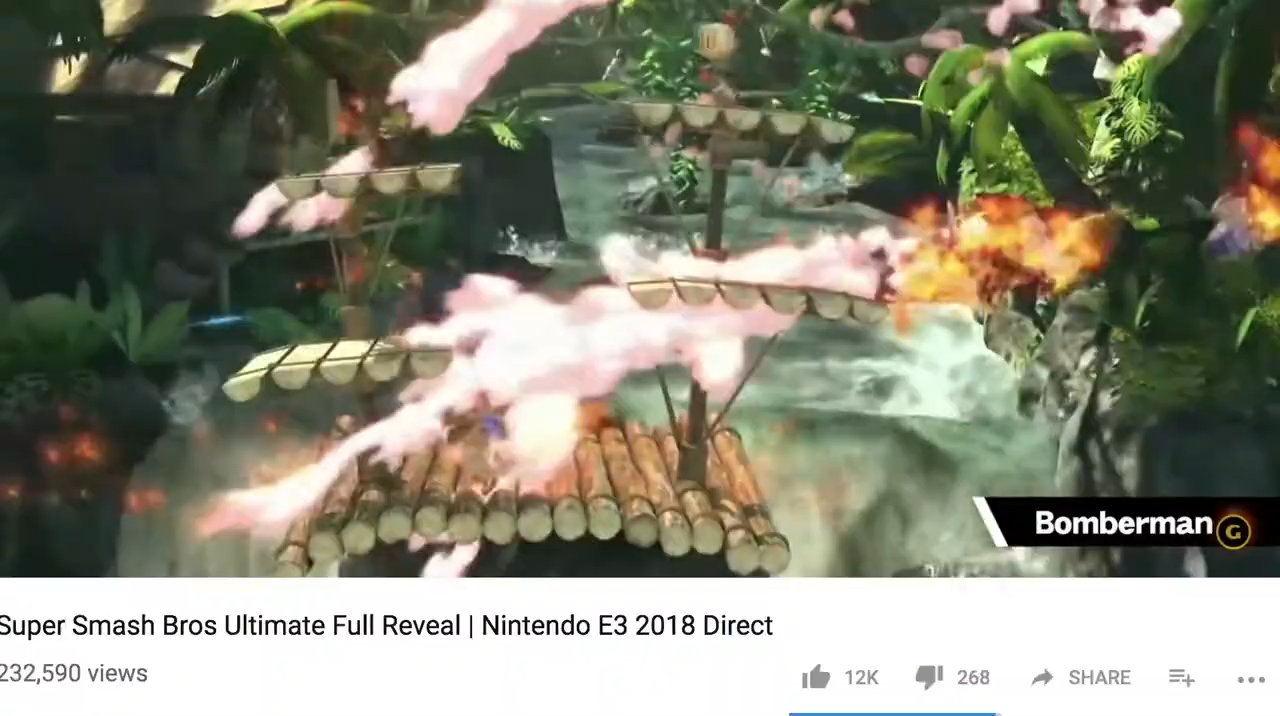 Bomberman G
Super Smash Bros Ultimate Full Reveal | Nintendo E3 2018 Direct
232,590 views
12K 268 SHARE